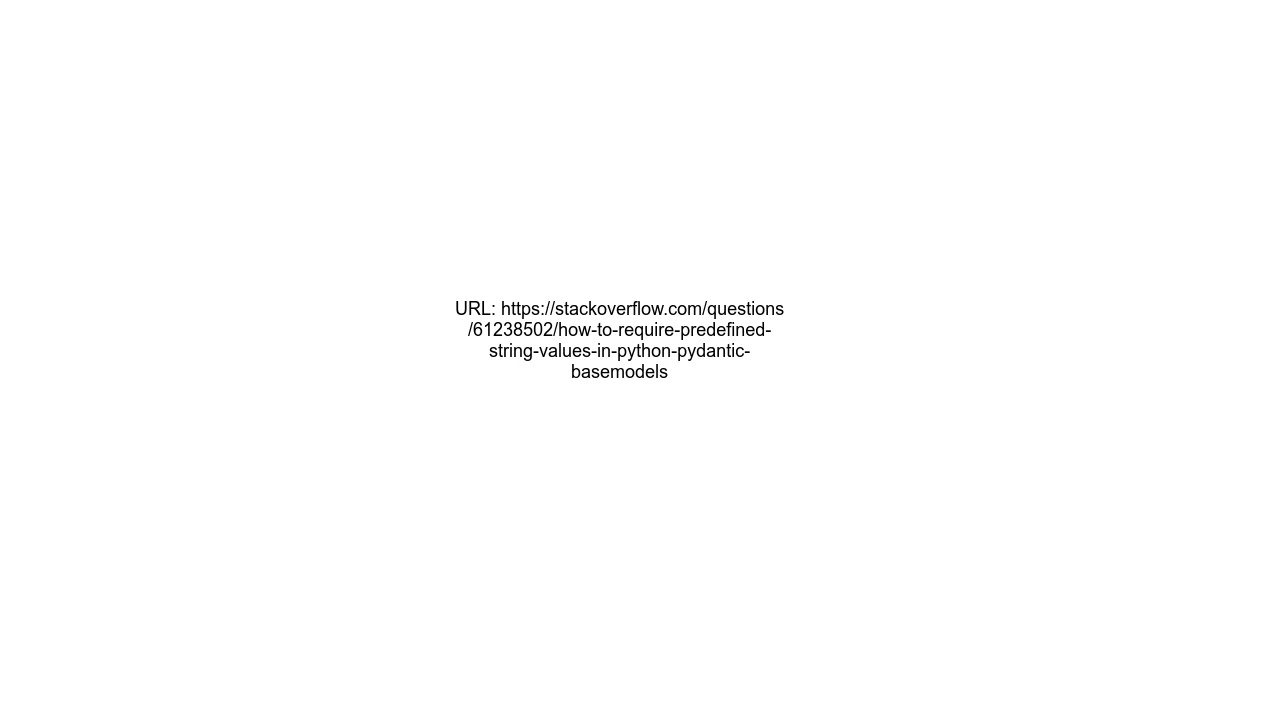 URL: https://stackoverflow.com/questions
/61238502/how-to-require-predefined-
string-values-in-python-pydantic-
basemodels